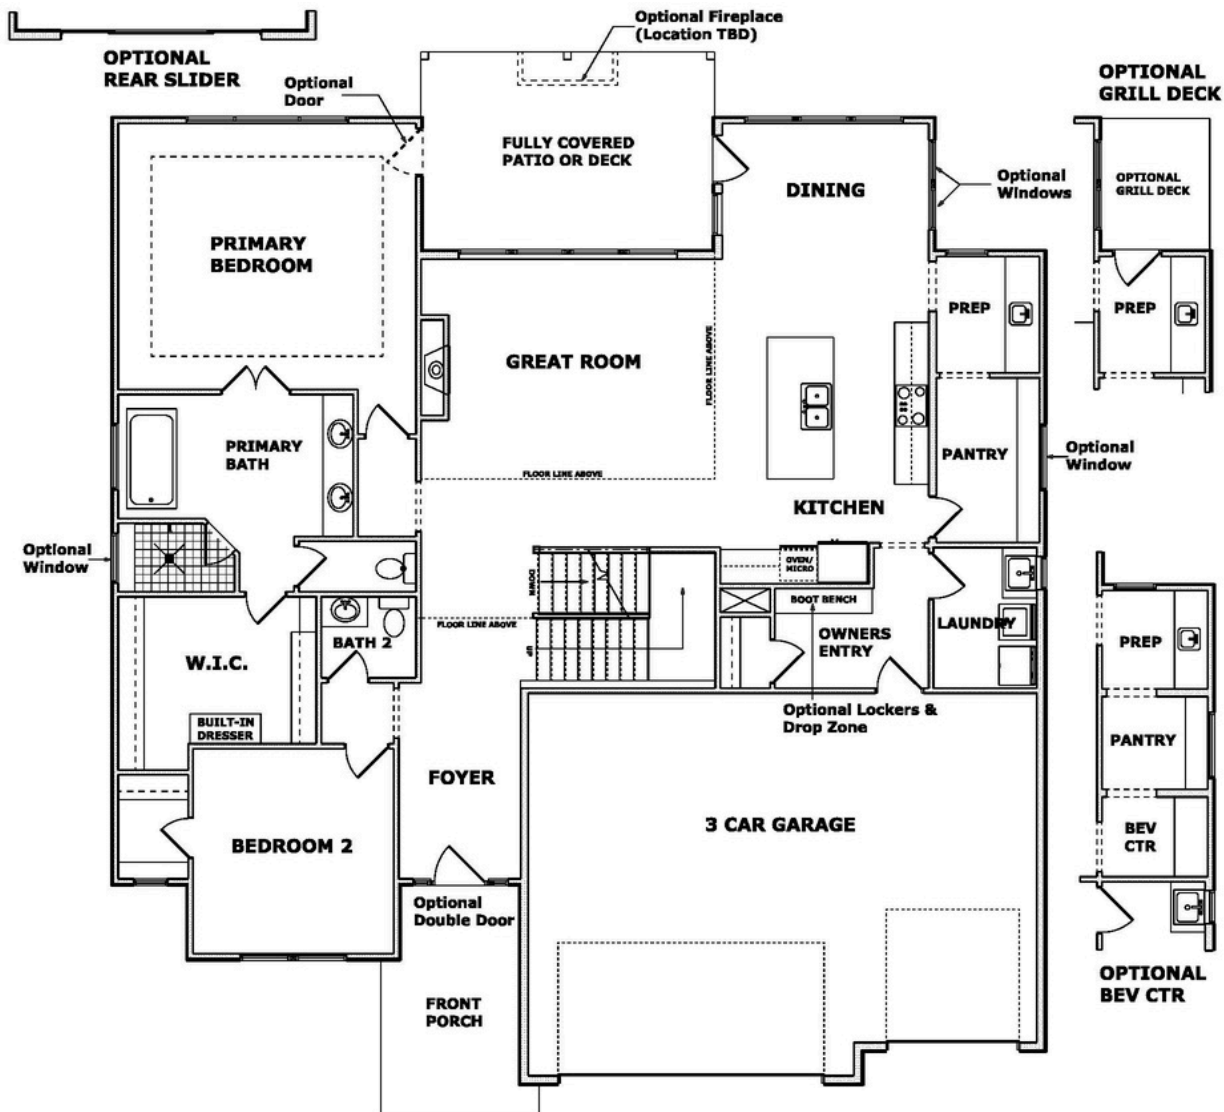 OPTIONAL
REAR SLIDER
Optional Fireplace
(Location TBD)
Optional
Door
OPTIONAL
GRILL DECK
FULLY COVERED
PATIO OR DECK
DINING
Optional
Windows
OPTIONAL
GRILL DECK
PRIMARY
BEDROOM
PREP
PREP
GREAT ROOM
FLOOR LINE ABOVE
PRIMARY
BATH
PANTRY
Optional
Window
FLOOR LINE ABOVE
KITCHEN
Optional
Window
OVEN/
MICRO
DOWN
BOOT BENCH
LAUNDRY
FLOOR LINE ABOVE
OWNERS
ENTRY
BATH 2
UP
PREP
W.I.C.
BUILT-IN
DRESSER
Optional Lockers &
Drop Zone
PANTRY
FOYER
3 CAR GARAGE
BEV
CTR
BEDROOM 2
Optional
Double Door
OPTIONAL
BEV CTR
FRONT
PORCH